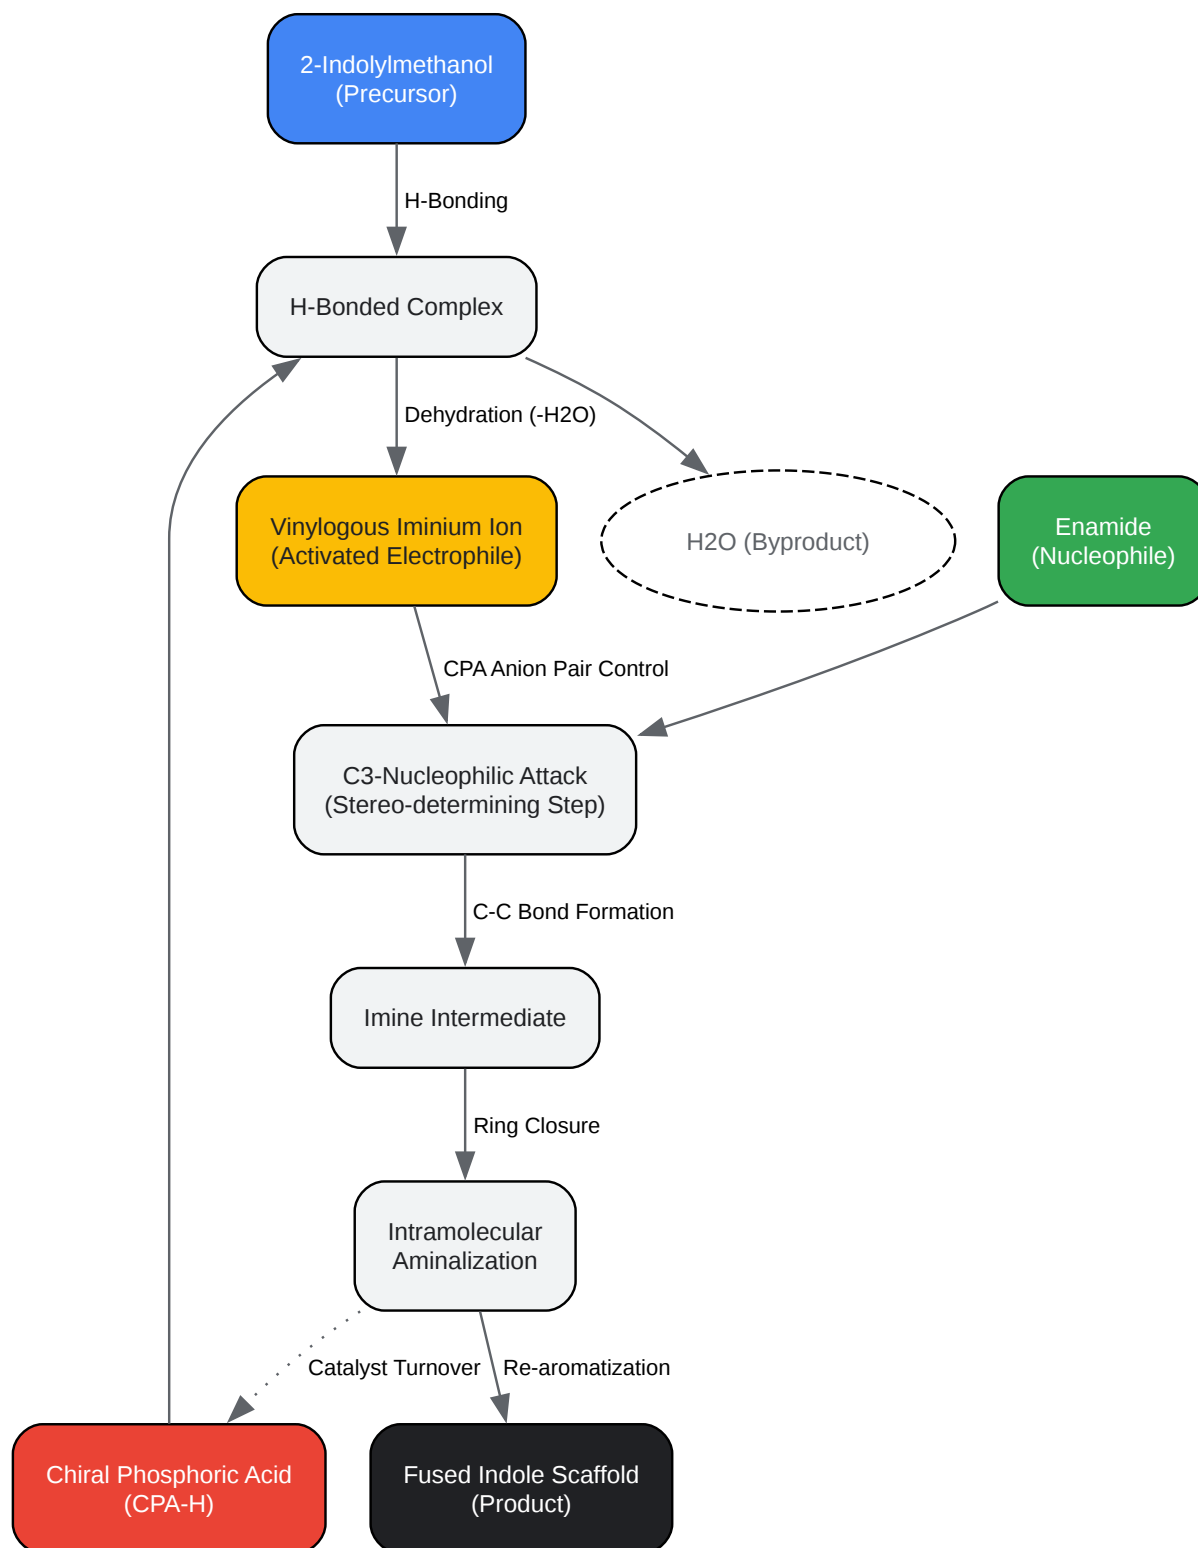 2-Indolylmethanol
(Precursor)
H-Bonding
H-Bonded Complex
Dehydration (-H2O)
Vinylogous Iminium Ion
(Activated Electrophile)
H2O (Byproduct)
Enamide
(Nucleophile)
CPA Anion Pair Control
C3-Nucleophilic Attack
(Stereo-determining Step)
C-C Bond Formation
Imine Intermediate
Ring Closure
Intramolecular
Aminalization
Catalyst Turnover
Re-aromatization
Chiral Phosphoric Acid
(CPA-H)
Fused Indole Scaffold
(Product)